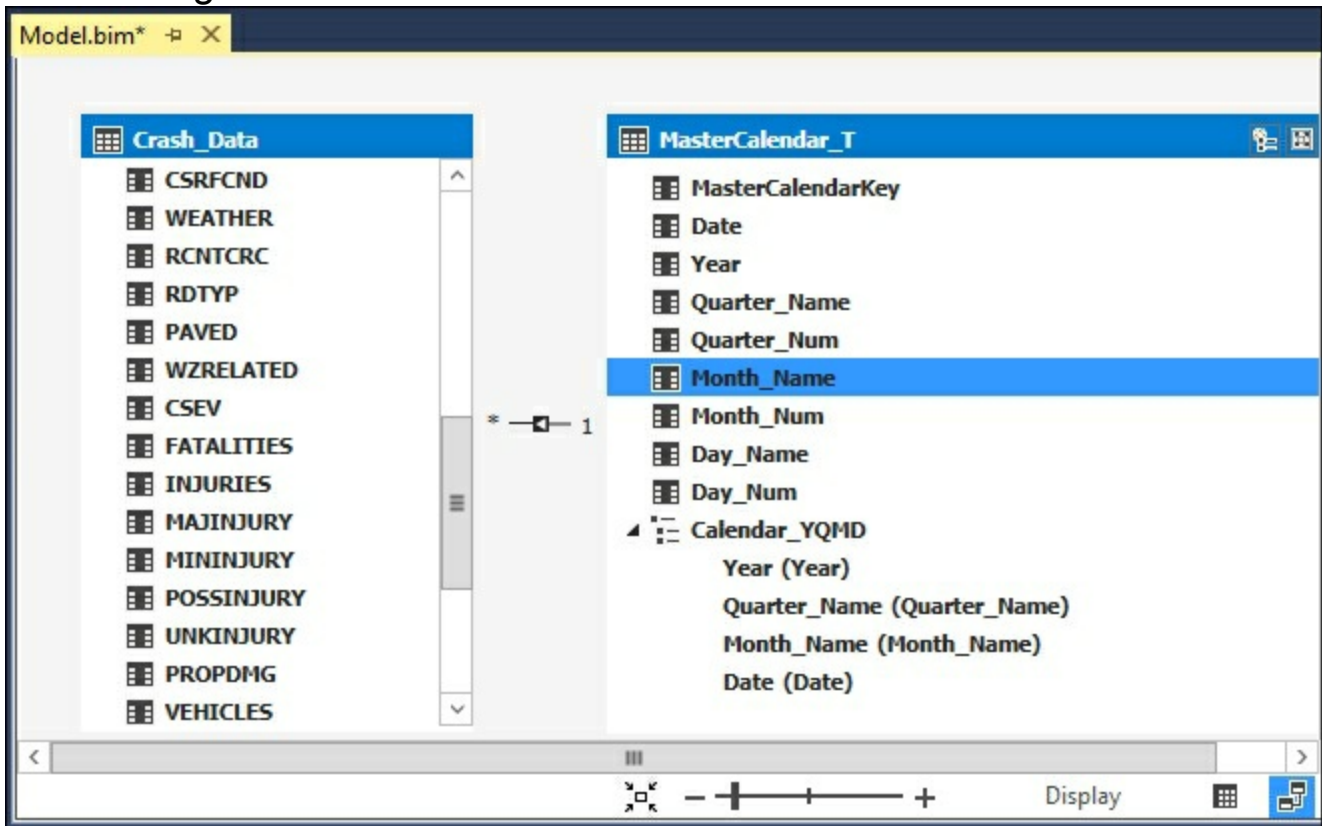 Model.bim*
Crash_Data
CSRFCND
WEATHER
RCNTCRC
RDTYP
PAVED
WZRELATED
CSEV
FATALITIES
INJURIES
MAJINJURY
MININJURY
POSSINJURY
UNKINJURY
PROPDMG
VEHICLES
* 1
MasterCalendar_T
MasterCalendarKey
Date
Year
Quarter_Name
Quarter_Num
Month_Name
Month_Num
Day_Name
Day_Num
Calendar_YQMD
Year (Year)
Quarter_Name (Quarter_Name)
Month_Name (Month_Name)
Date (Date)
Display